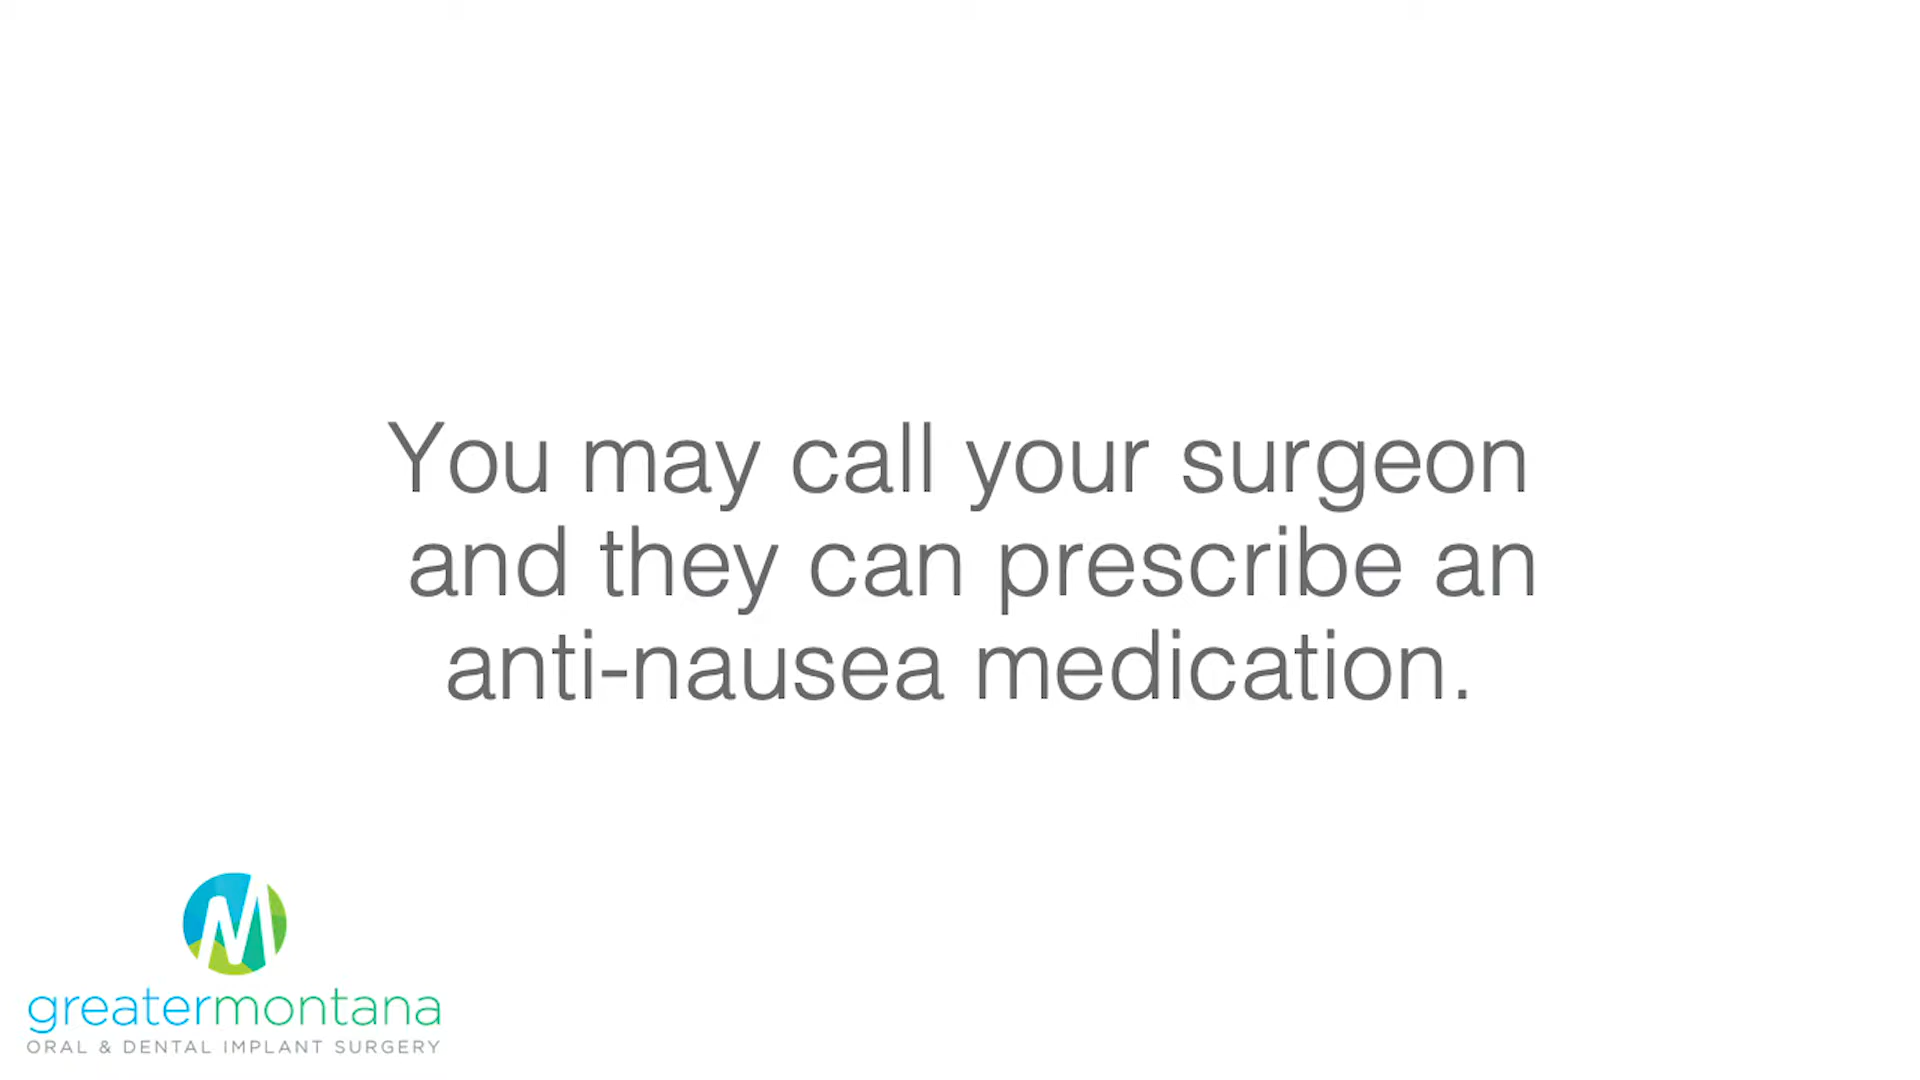 You may call your surgeon
and they can prescribe an
anti-nausea medication.
M
greatermontana
ORAL & DENTAL IMPLANT SURGERY